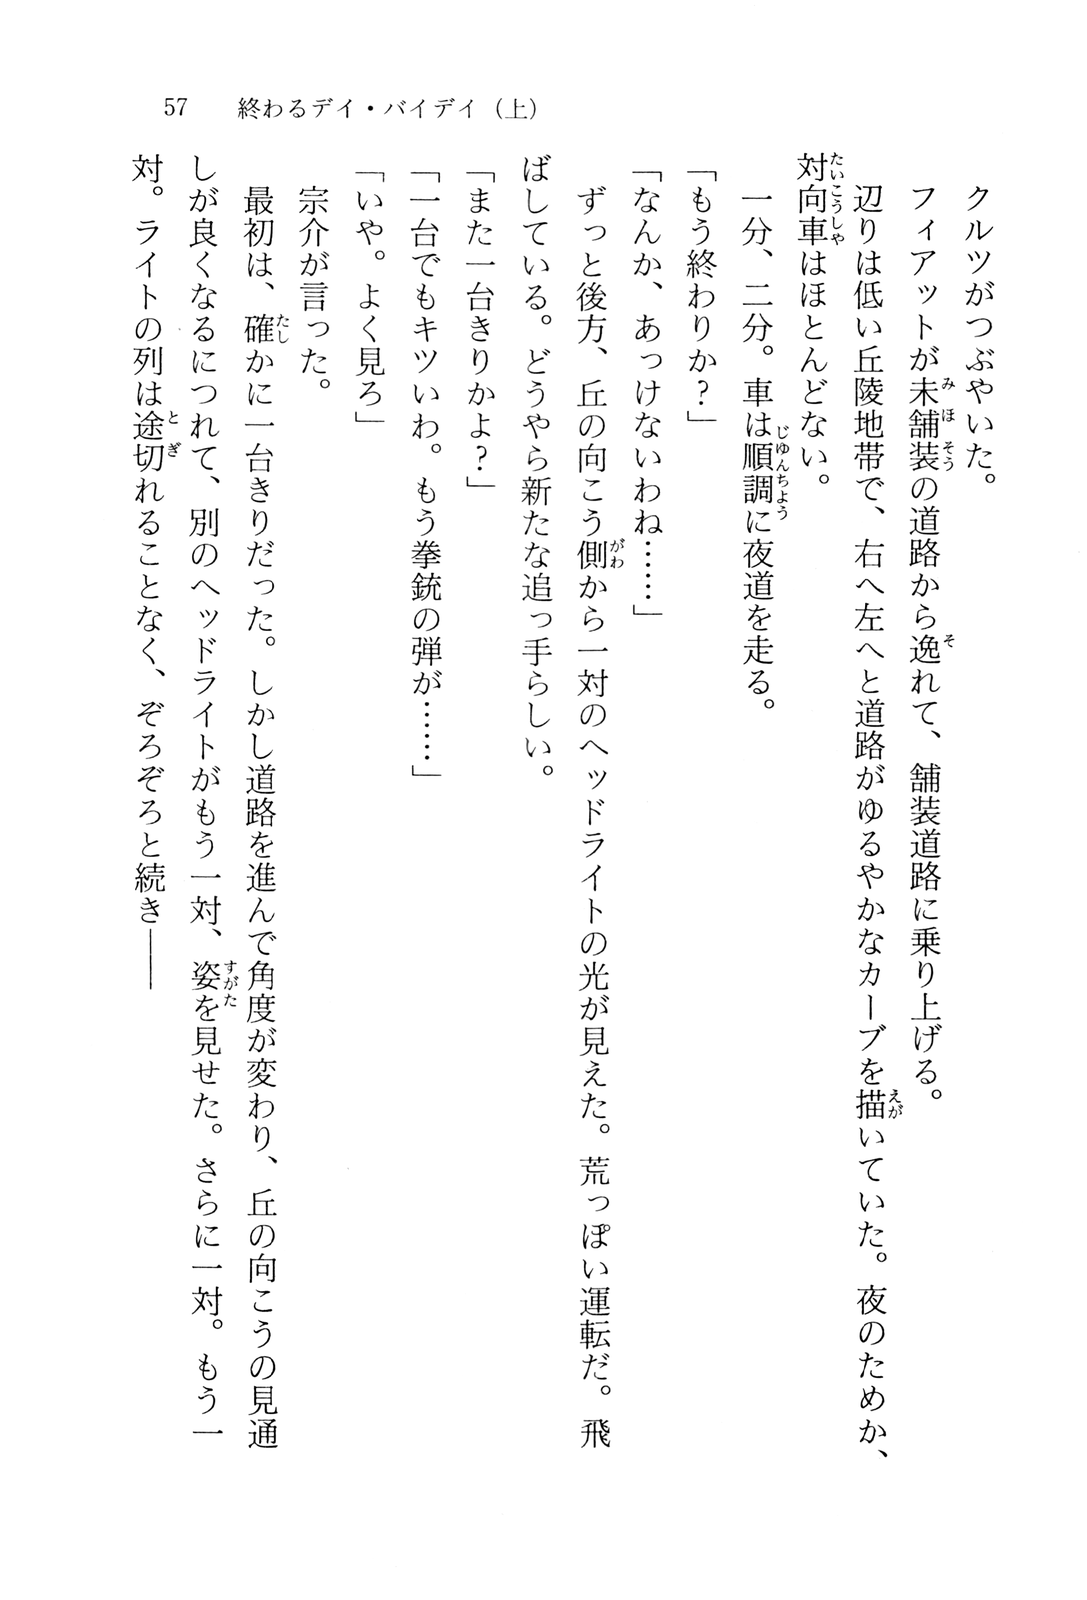 57　終わるデイ・バイデイ（上）
クルツがつぶやいた。
フィアットが未舗装の道路から逸れて、舗装道路に乗り上げる。
辺りは低い丘陵地帯で、右へ左へと道路がゆるやかなカーブを描いていた。夜のためか、
対向車はほとんどない。
一分、二分。車は順調に夜道を走る。
「もう終わりか？」
「なんか、あっけないわね……」
ずっと後方、丘の向こう側から一対のヘッドライトの光が見えた。荒っぽい運転だ。飛
ばしている。どうやら新たな追っ手らしい。
「また一台きりかよ？」
「一台でもキツいわ。もう拳銃の弾が……」
「いや。よく見ろ」
宗介が言った。
最初は、確かに一台きりだった。しかし道路を進んで角度が変わり、丘の向こうの見通
しが良くなるにつれて、別のヘッドライトがもう一対、姿を見せた。さらに一対。もう一
対。ライトの列は途切れることなく、ぞろぞろと続き――